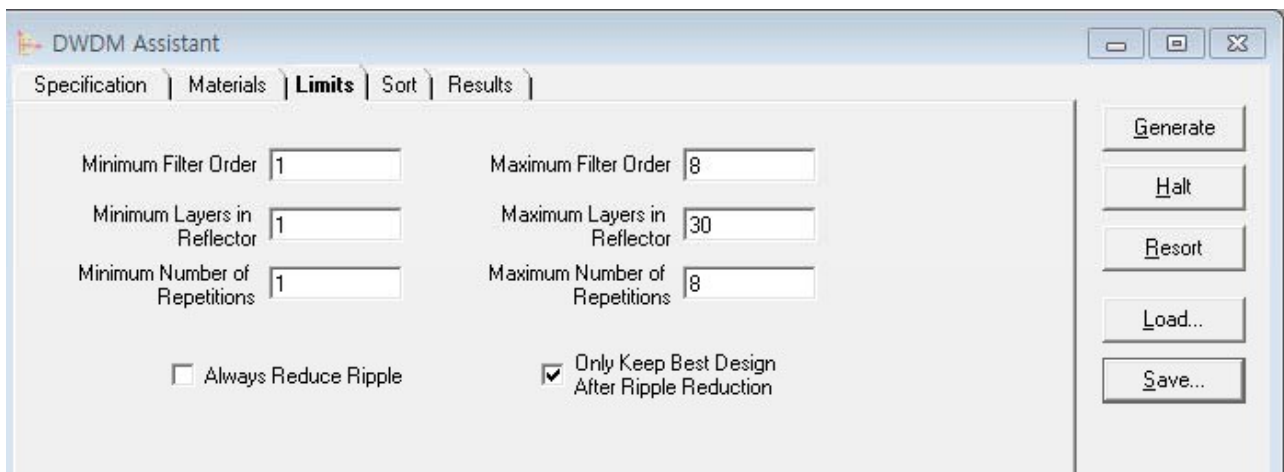 DWDM Assistant
Specification Materials Limits Sort Results
Generate
Minimum Filter Order 1 Maximum Filter Order 8
Halt
Minimum Layers in
Reflector 1
Maximum Layers in
Reflector 30
Resort
Minimum Number of
Repetitions 1
Maximum Number of
Repetitions 8
Load...
Always Reduce Ripple
Only Keep Best Design
After Ripple Reduction
Save...